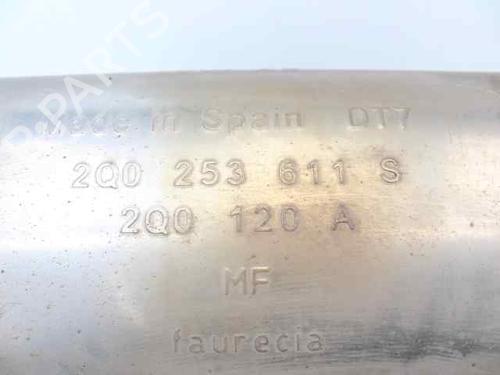 Made in Spain DT7
2Q0 253 611 S
2Q0 120 A
MF
faurecia